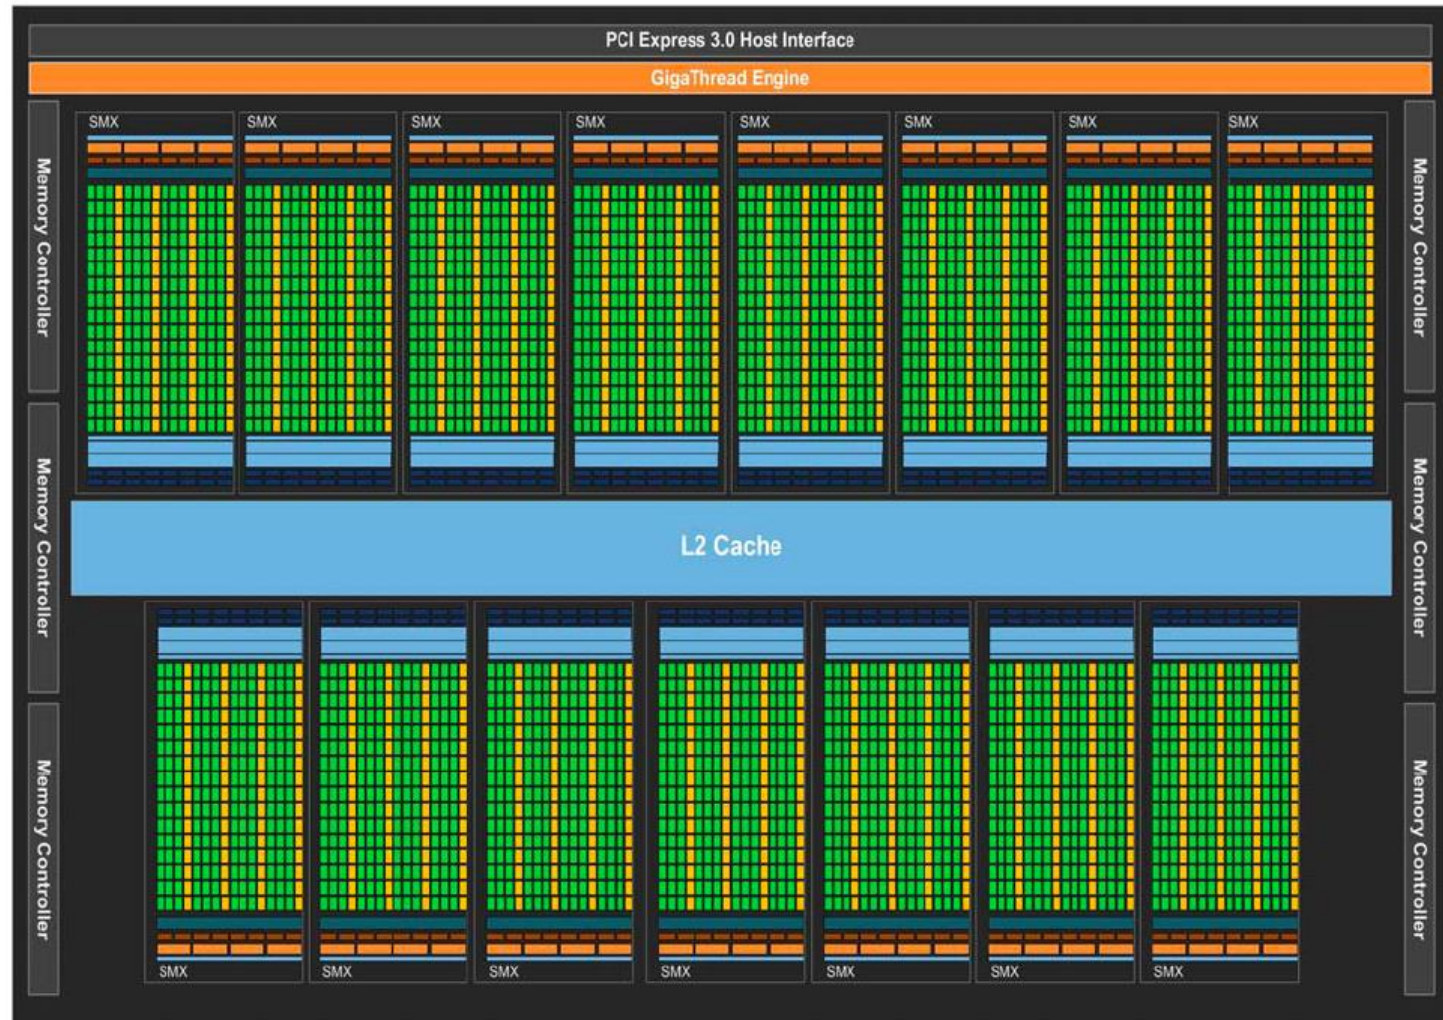 PCI Express 3.0 Host Interface
GigaThread Engine
SMX
SMX
SMX
SMX
SMX
SMX
SMX
SMX
Memory Controller
Memory Controller
Memory Controller
Memory Controller
L2 Cache
Memory Controller
Memory Controller
SMX
SMX
SMX
SMX
SMX
SMX
SMX